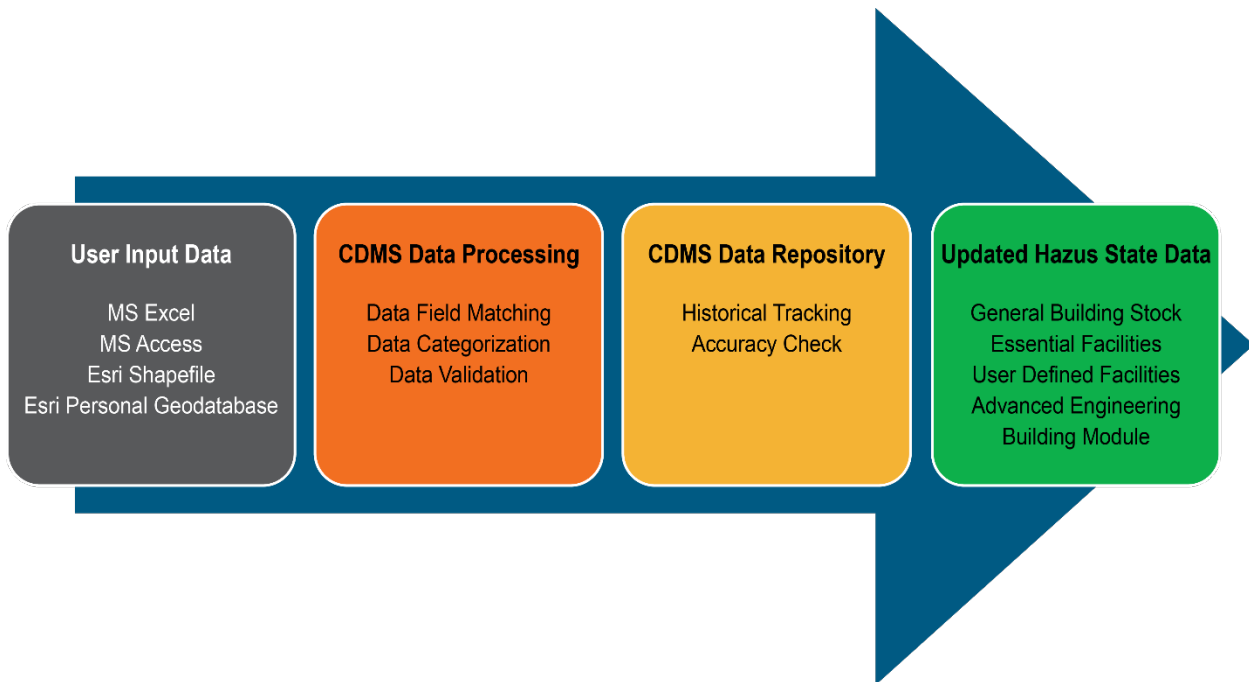 User Input Data
MS Excel
MS Access
Esri Shapefile
Esri Personal Geodatabase
CDMS Data Processing
Data Field Matching
Data Categorization
Data Validation
CDMS Data Repository
Historical Tracking
Accuracy Check
Updated Hazus State Data
General Building Stock
Essential Facilities
User Defined Facilities
Advanced Engineering
Building Module